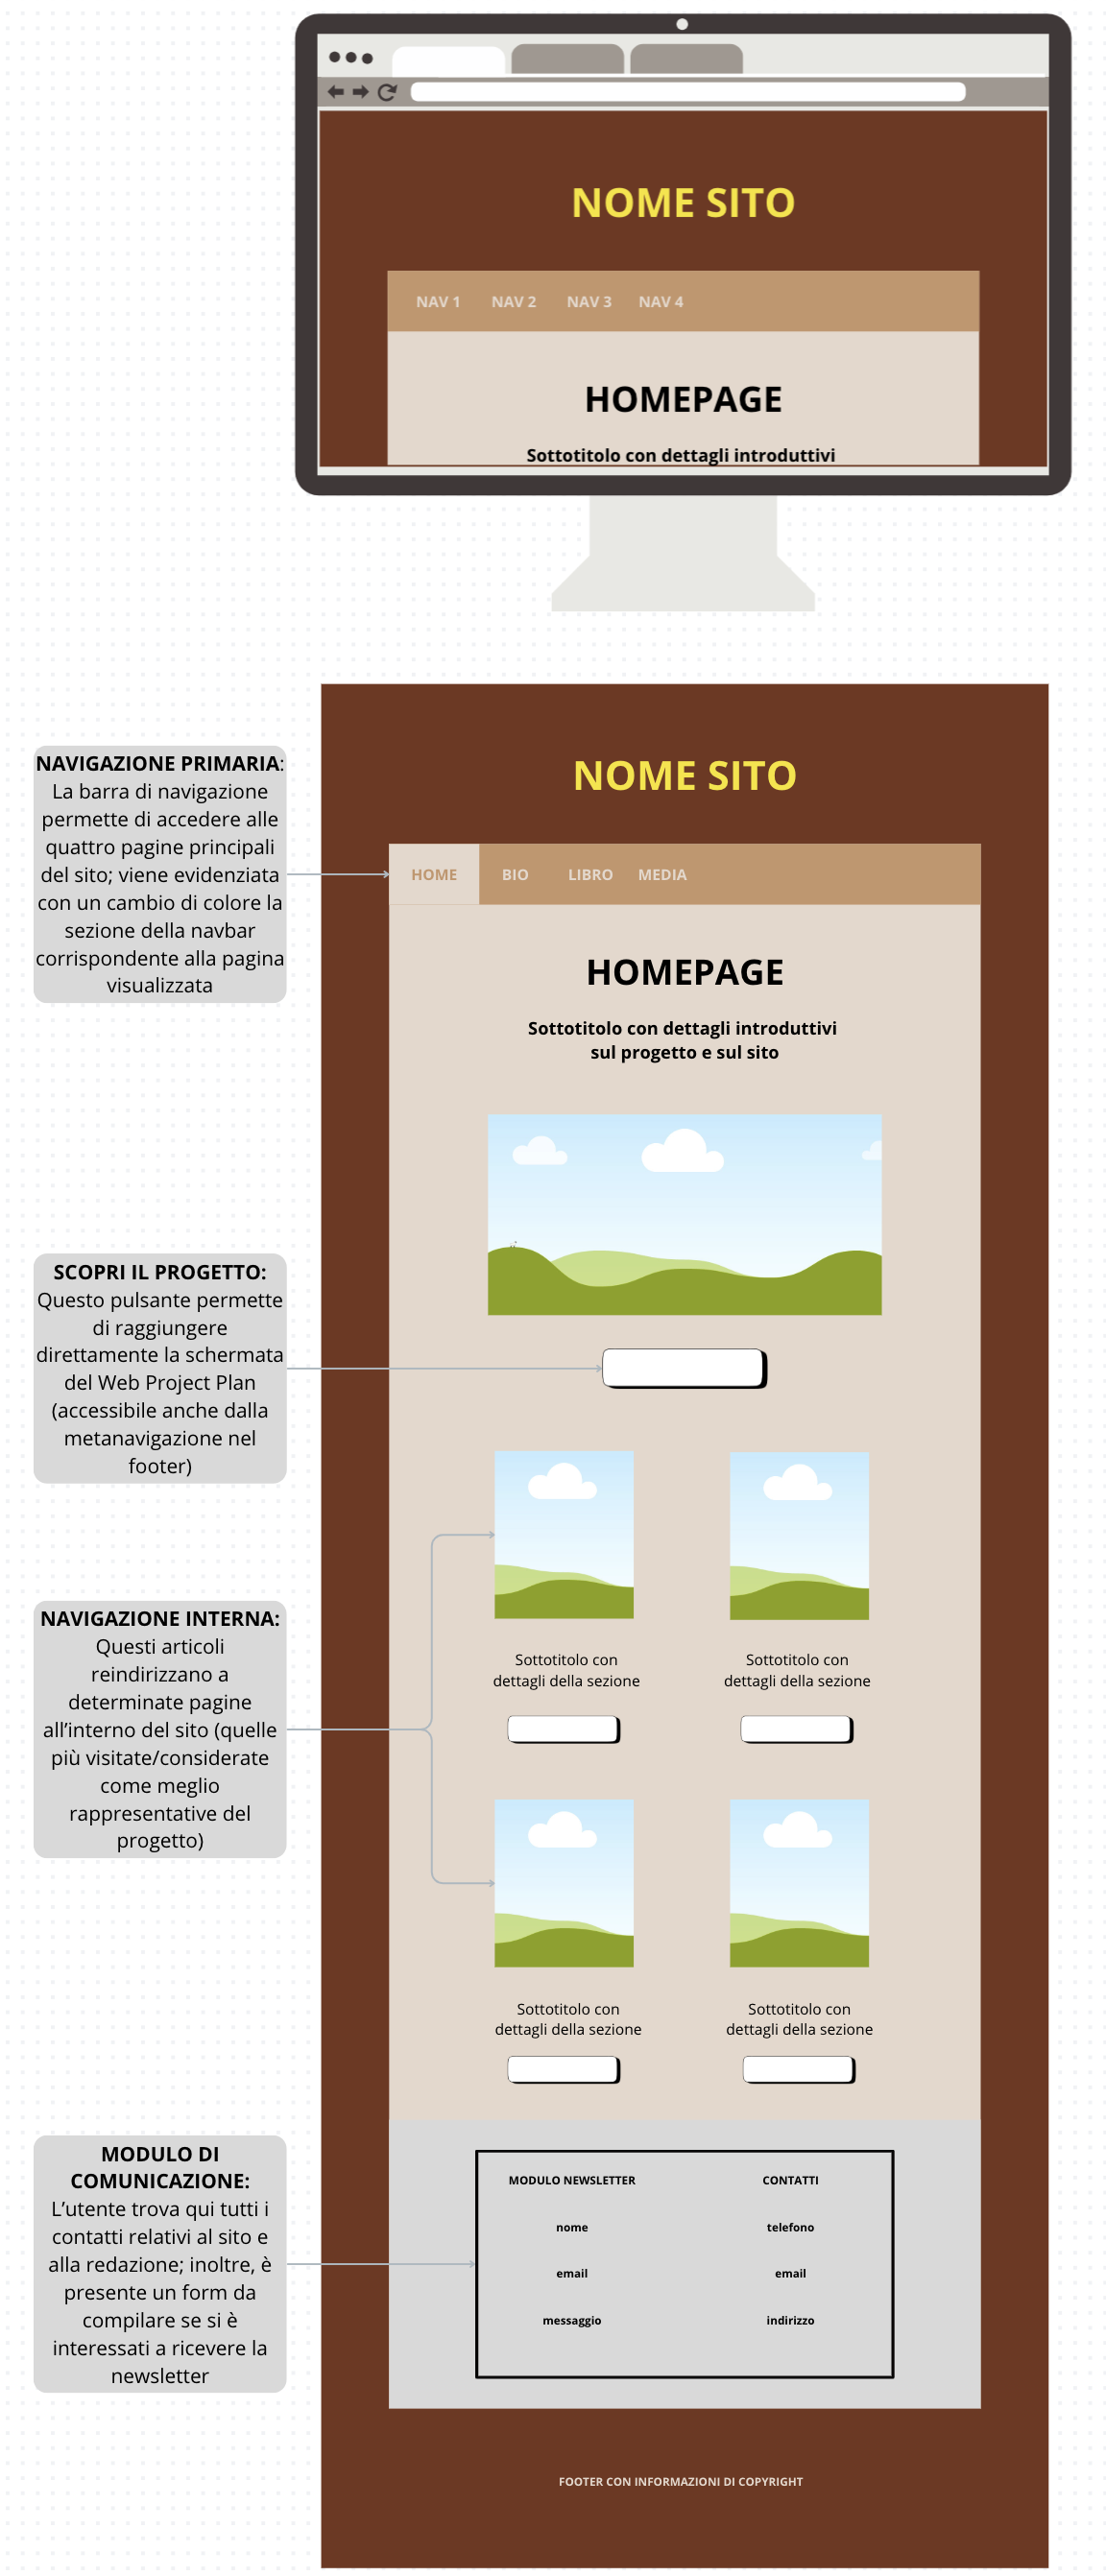 NOME SITO
NAV 1 NAV 2 NAV 3 NAV 4
HOMEPAGE
Sottotitolo con dettagli introduttivi
NOME SITO
HOME BIO LIBRO MEDIA
HOMEPAGE
Sottotitolo con dettagli introduttivi
sul progetto e sul sito
NAVIGAZIONE PRIMARIA:
La barra di navigazione
permette di accedere alle
quattro pagine principali
del sito; viene evidenziata
con un cambio di colore la
sezione della navbar
corrispondente alla pagina
visualizzata
SCOPRI IL PROGETTO:
Questo pulsante permette
di raggiungere
direttamente la schermata
del Web Project Plan
(accessibile anche dalla
metanavigazione nel
footer)
NAVIGAZIONE INTERNA:
Questi articoli
reindirizzano a
determinate pagine
all’interno del sito (quelle
più visitate/considerate
come meglio
rappresentative del
progetto)
Sottotitolo con
dettagli della sezione
Sottotitolo con
dettagli della sezione
Sottotitolo con
dettagli della sezione
Sottotitolo con
dettagli della sezione
MODULO DI
COMUNICAZIONE:
L’utente trova qui tutti i
contatti relativi al sito e
alla redazione; inoltre, è
presente un form da
compilare se si è
interessati a ricevere la
newsletter
MODULO NEWSLETTER
nome
email
messaggio
CONTATTI
telefono
email
indirizzo
FOOTER CON INFORMAZIONI DI COPYRIGHT